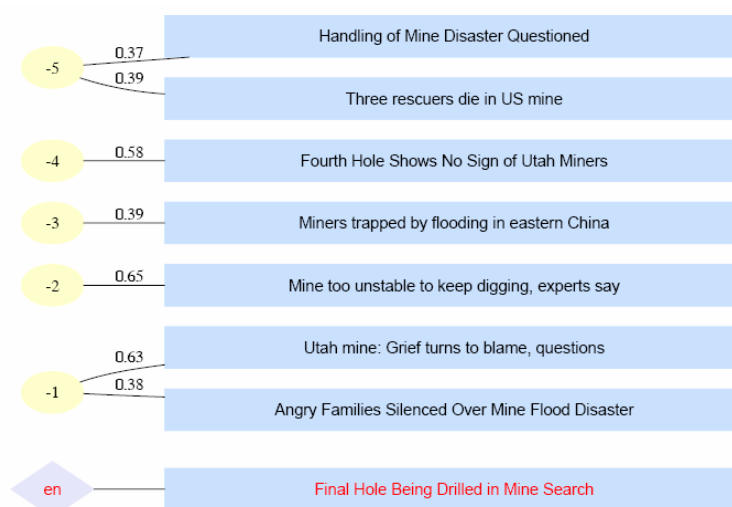 0.37
Handling of Mine Disaster Questioned
-5
0.39
Three rescuers die in US mine
-4
0.58
Fourth Hole Shows No Sign of Utah Miners
-3
0.39
Miners trapped by flooding in eastern China
-2
0.65
Mine too unstable to keep digging, experts say
0.63
Utah mine: Grief turns to blame, questions
-1
0.38
Angry Families Silenced Over Mine Flood Disaster
en
Final Hole Being Drilled in Mine Search